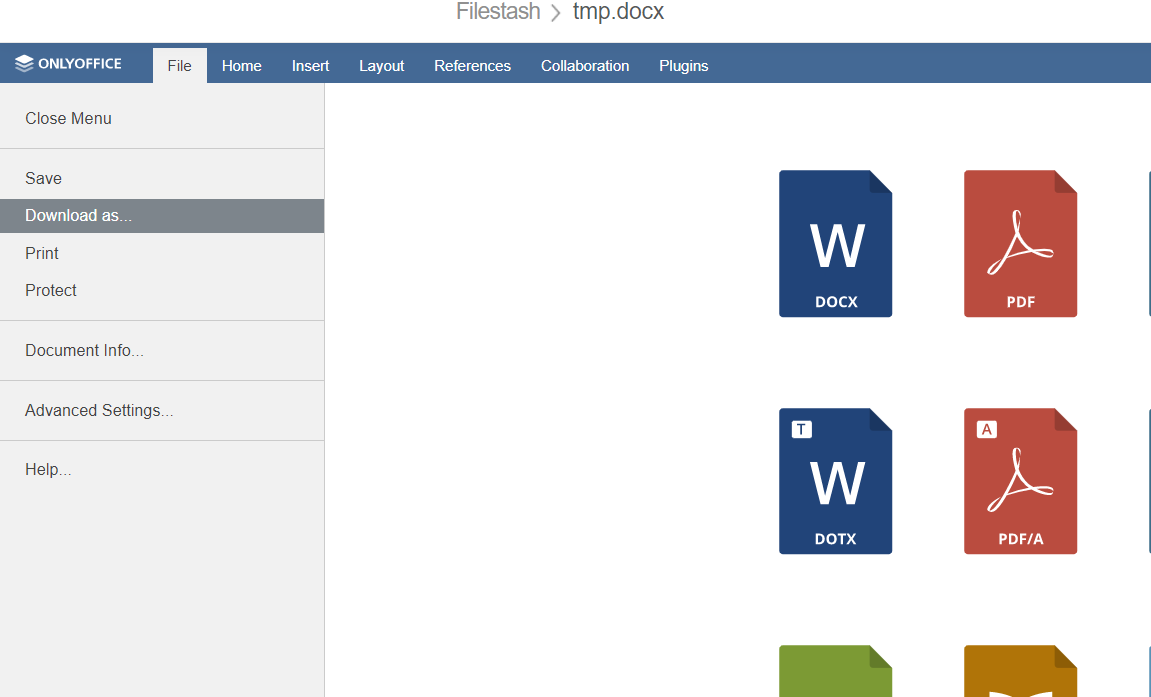 Filestash > tmp.docx
ONLYOFFICE File Home Insert Layout References Collaboration Plugins
Close Menu
Save
Download as...
Print
Protect
Document Info...
Advanced Settings...
Help...
W W
DOCX PDF
T A
W
DOTX PDF/A